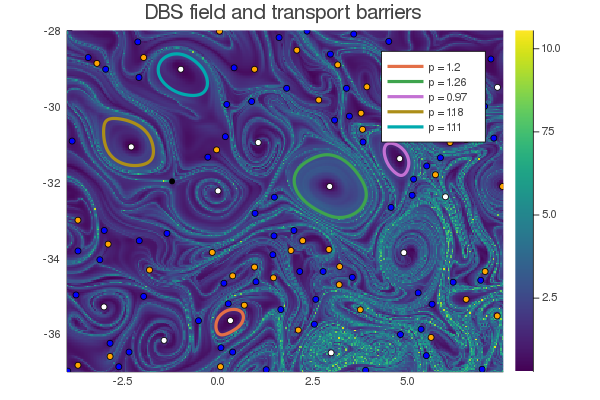 DBS field and transport barriers
-28
-30
-32
-34
-36
-2.5
0.0
2.5
5.0
p = 1.2
p = 1.26
p = 0.97
p = 1.18
p = 1.11
10.0
7.5
5.0
2.5